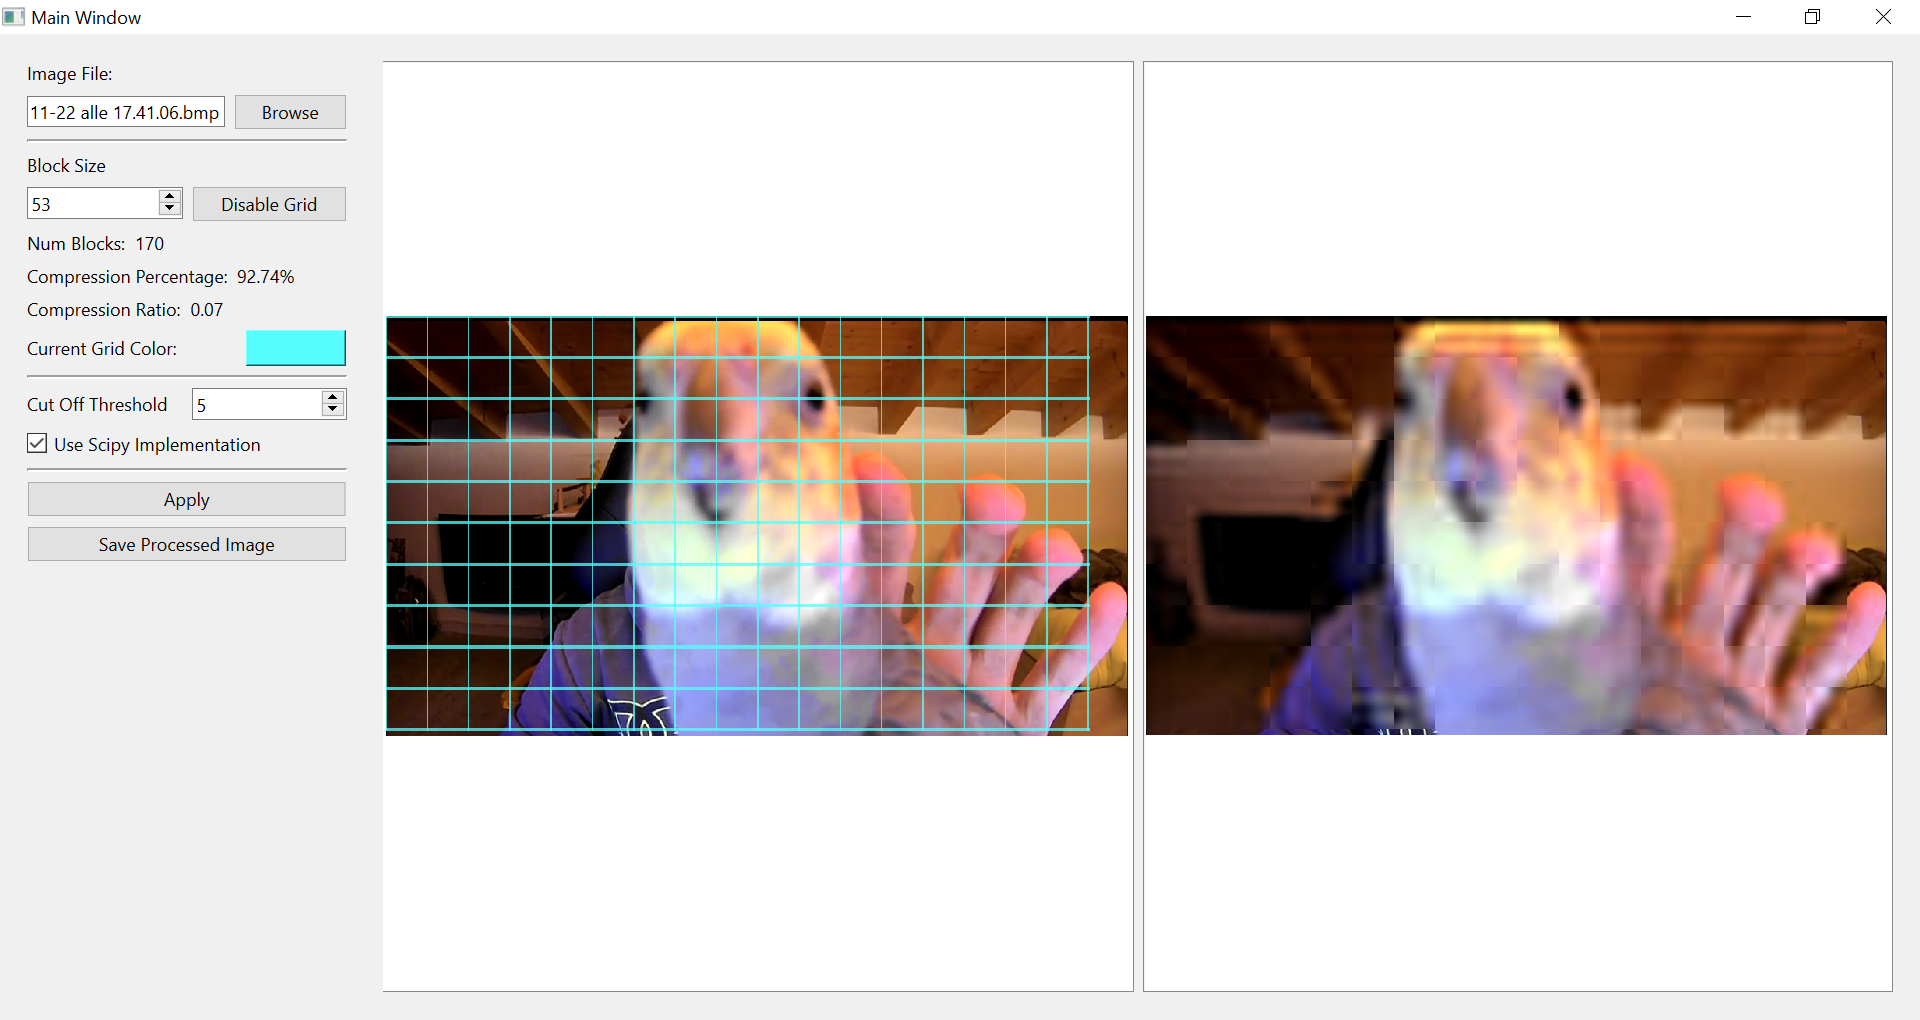 Main Window
Image File:
11-22 alle 17.41.06.bmp Browse
Block Size
53 Disable Grid
Num Blocks: 170
Compression Percentage: 92.74%
Compression Ratio: 0.07
Current Grid Color:
Cut Off Threshold 5
Use Scipy Implementation
Apply
Save Processed Image